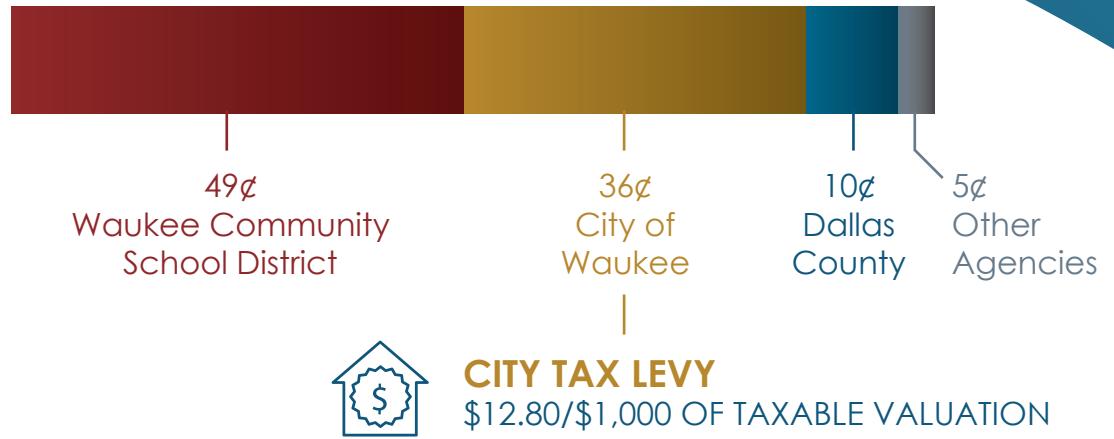 49¢
Waukee Community
School District
36¢
City of
Waukee
10¢
Dallas
County
5¢
Other
Agencies
$
CITY TAX LEVY
$12.80/$1,000 OF TAXABLE VALUATION